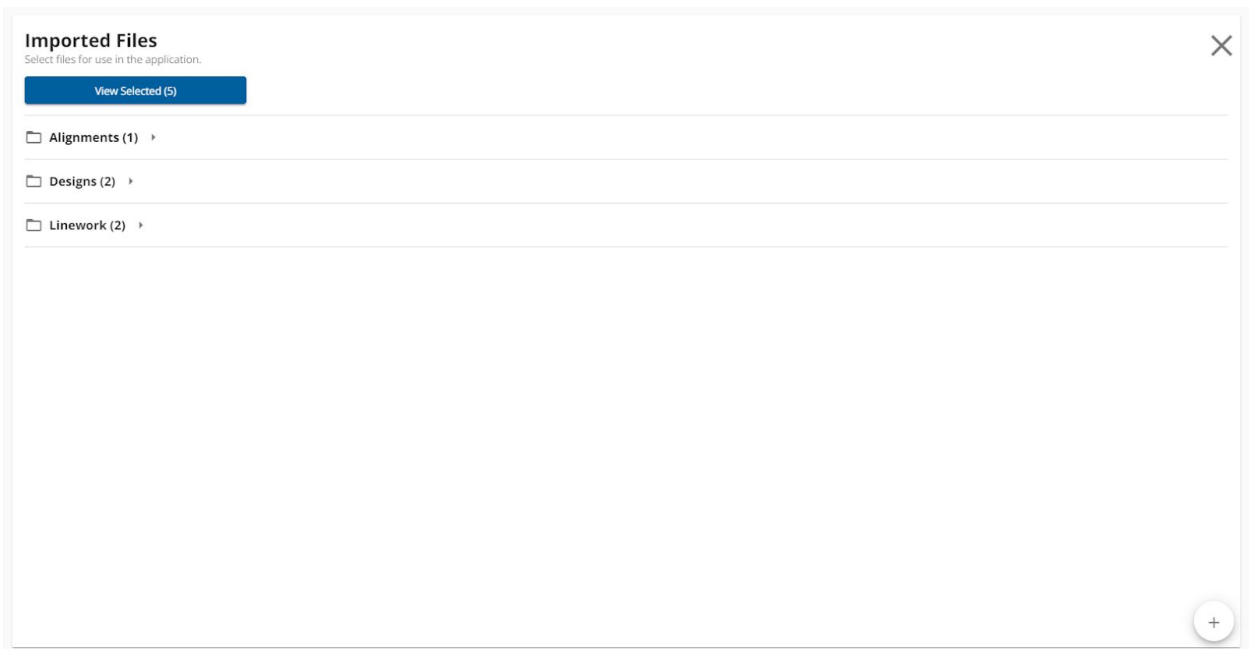 Imported Files
Select files for use in the application.
View Selected (5)
Alignments (1)
Designs (2)
Linework (2)